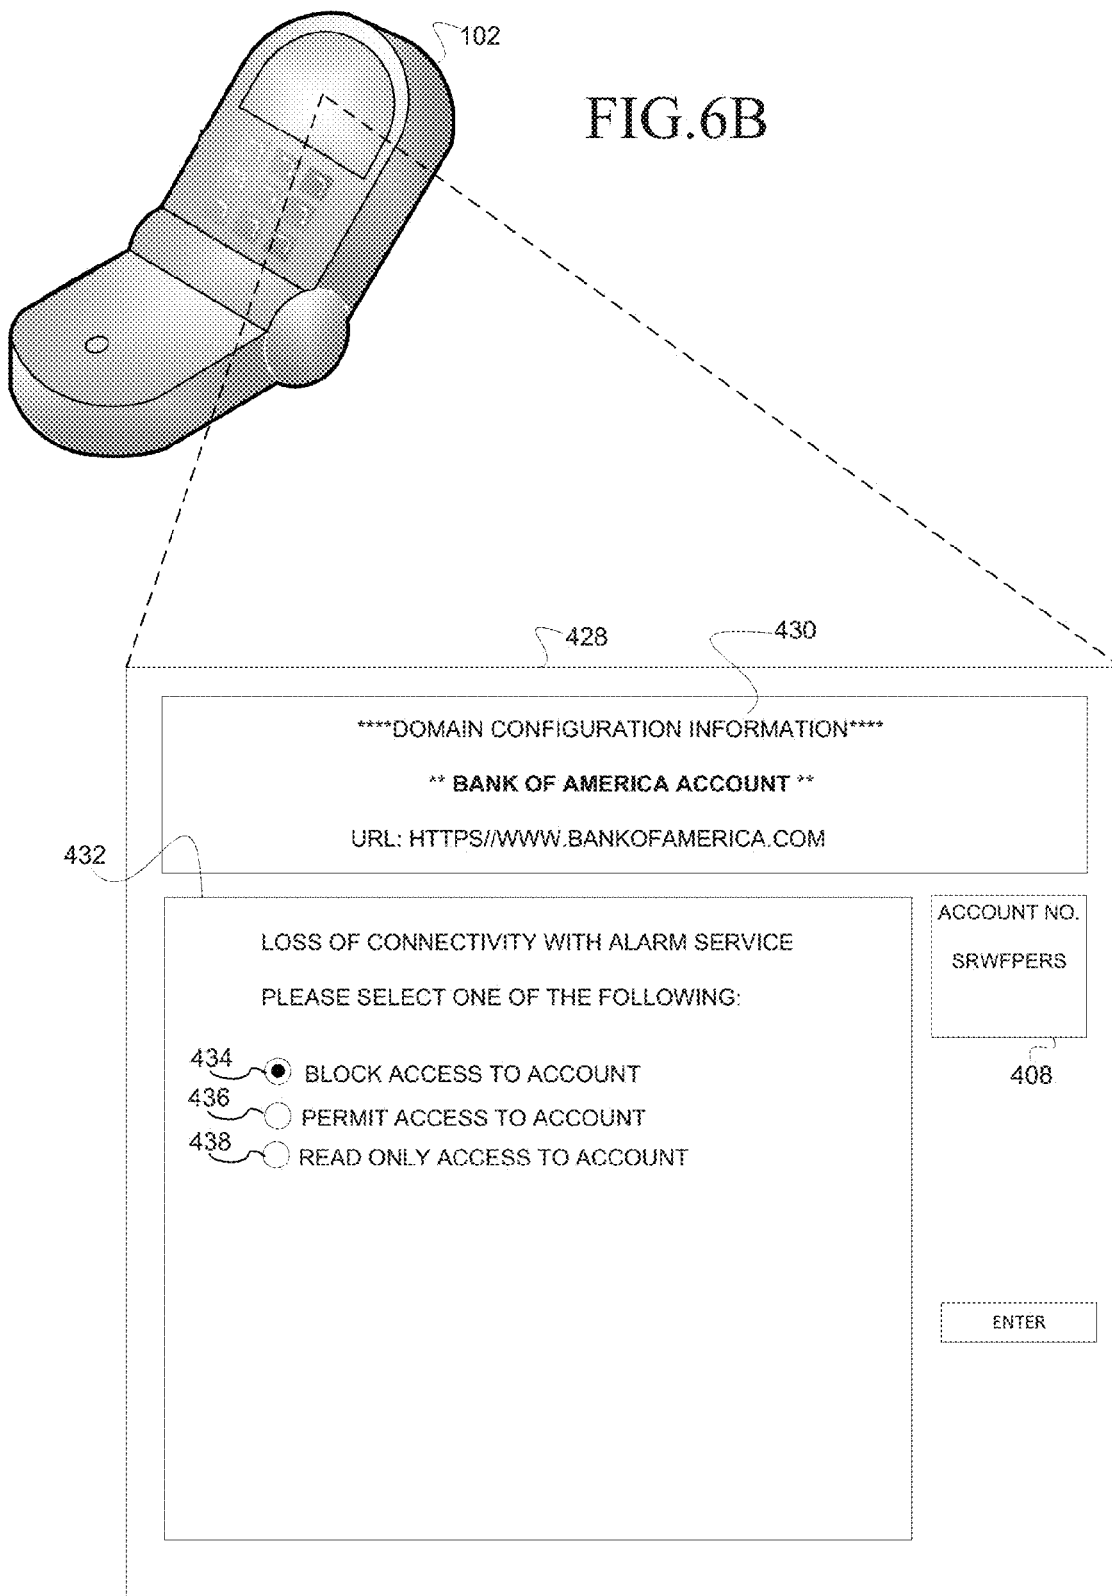 102
FIG.6B
428
430
****DOMAIN CONFIGURATION INFORMATION****
** BANK OF AMERICA ACCOUNT **
URL: HTTPS//WWW.BANKOFAMERICA.COM
432
LOSS OF CONNECTIVITY WITH ALARM SERVICE
PLEASE SELECT ONE OF THE FOLLOWING:
434 BLOCK ACCESS TO ACCOUNT
436 PERMIT ACCESS TO ACCOUNT
438 READ ONLY ACCESS TO ACCOUNT
ACCOUNT NO.
SRWFPERS
408
ENTER